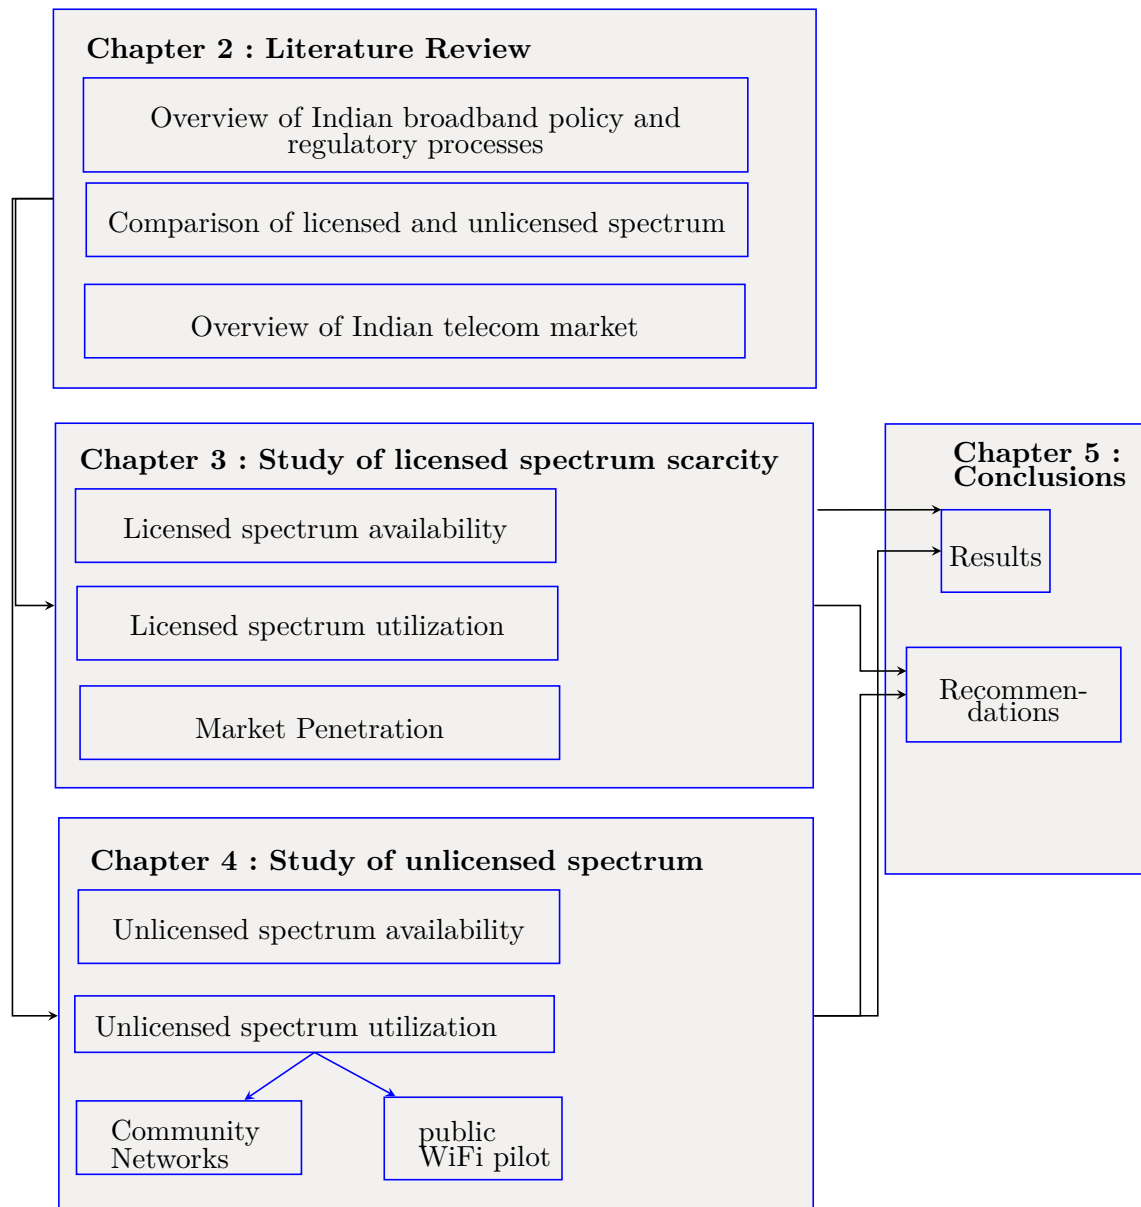 Chapter 2 : Literature Review
Overview of Indian broadband policy and
regulatory processes
Comparison of licensed and unlicensed spectrum
Overview of Indian telecom market
Chapter 3 : Study of licensed spectrum scarcity
Licensed spectrum availability
Licensed spectrum utilization
Market Penetration
Chapter 4 : Study of unlicensed spectrum
Unlicensed spectrum availability
Unlicensed spectrum utilization
Community
Networks
public
WiFi pilot
Chapter 5 :
Conclusions
Results
Recommen-
dations